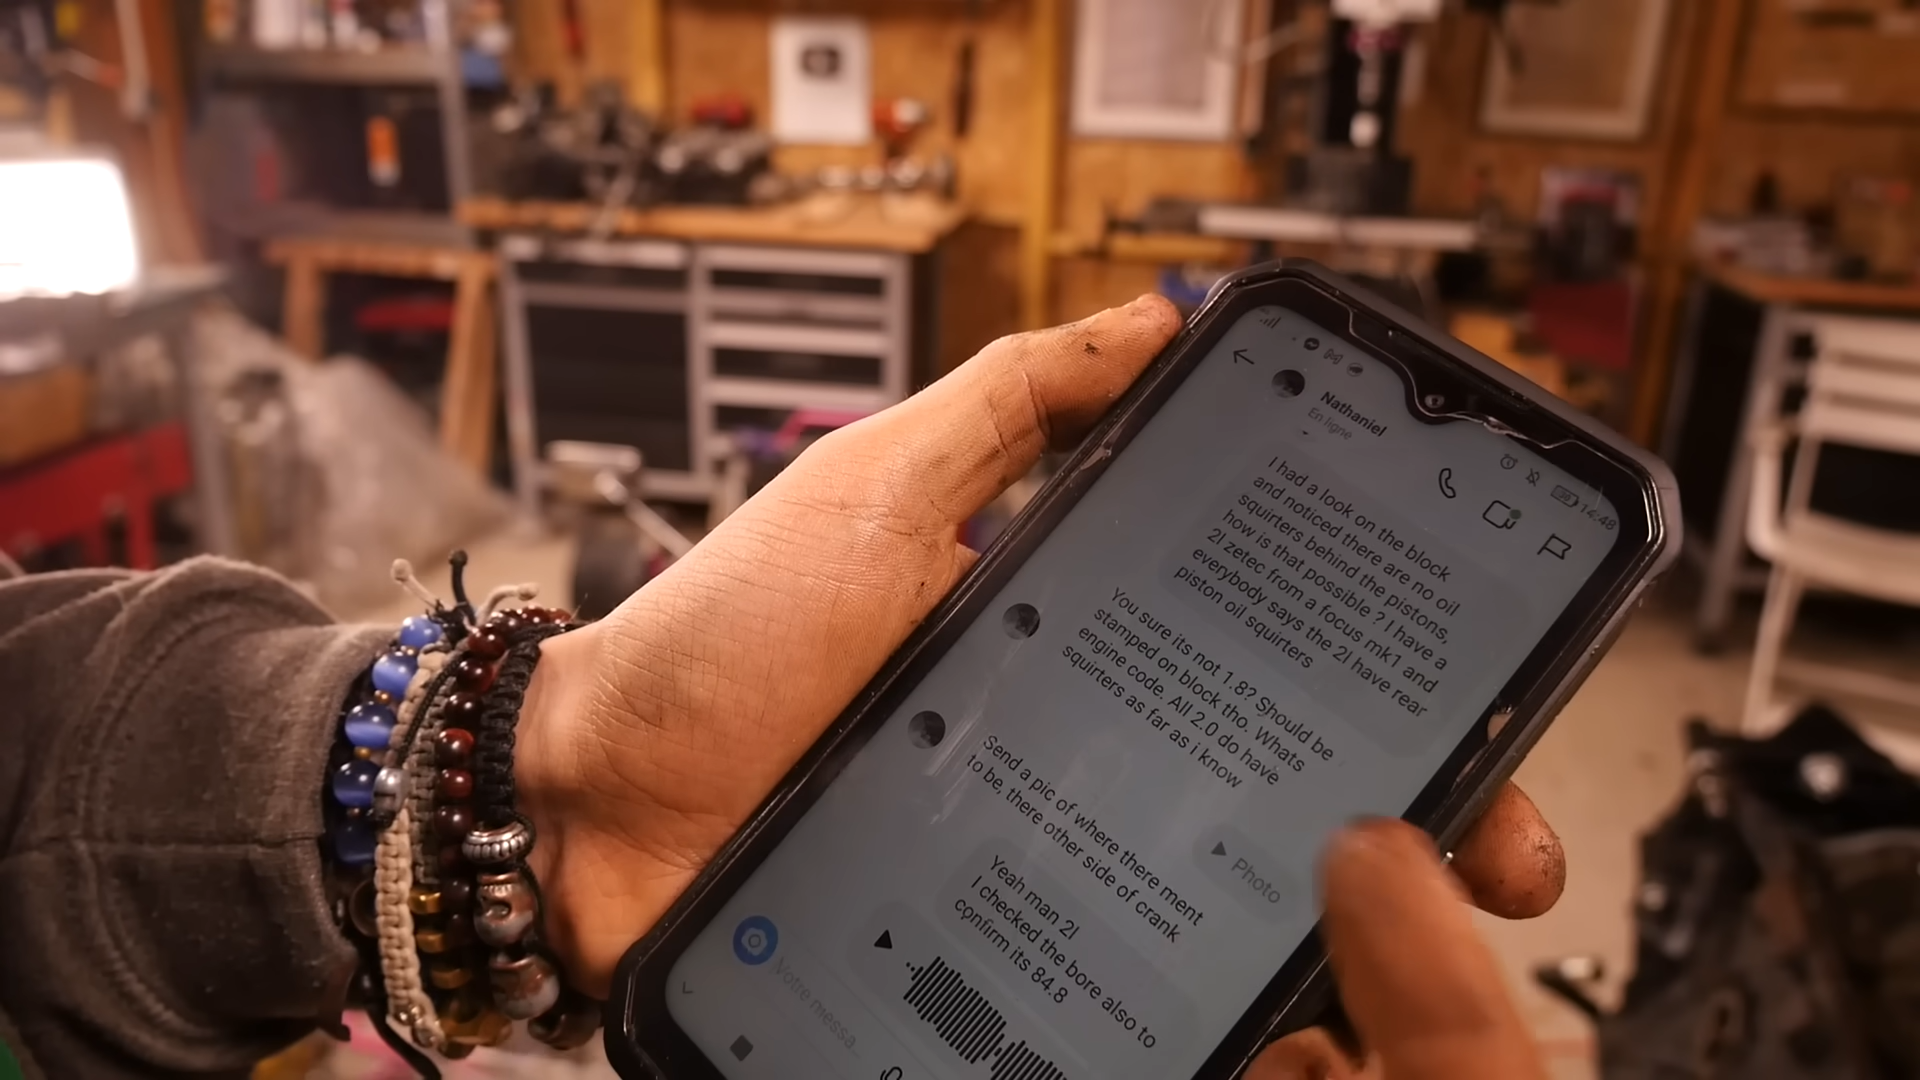 14:48
Nathaniel
En ligne
I had a look on the block
and noticed there are no oil
squirters behind the pistons,
how is that possible ? I have a
2l zetec from a focus mk1 and
everybody says the 2l have rear
piston oil squirters
You sure its not 1.8? Should be
stamped on block tho. Whats
engine code. All 2.0 do have
squirters as far as i know
Send a pic of where there ment
to be, there other side of crank
Photo
Yeah man 2l
I checked the bore also to
confirm its 84.8
Votre messa...